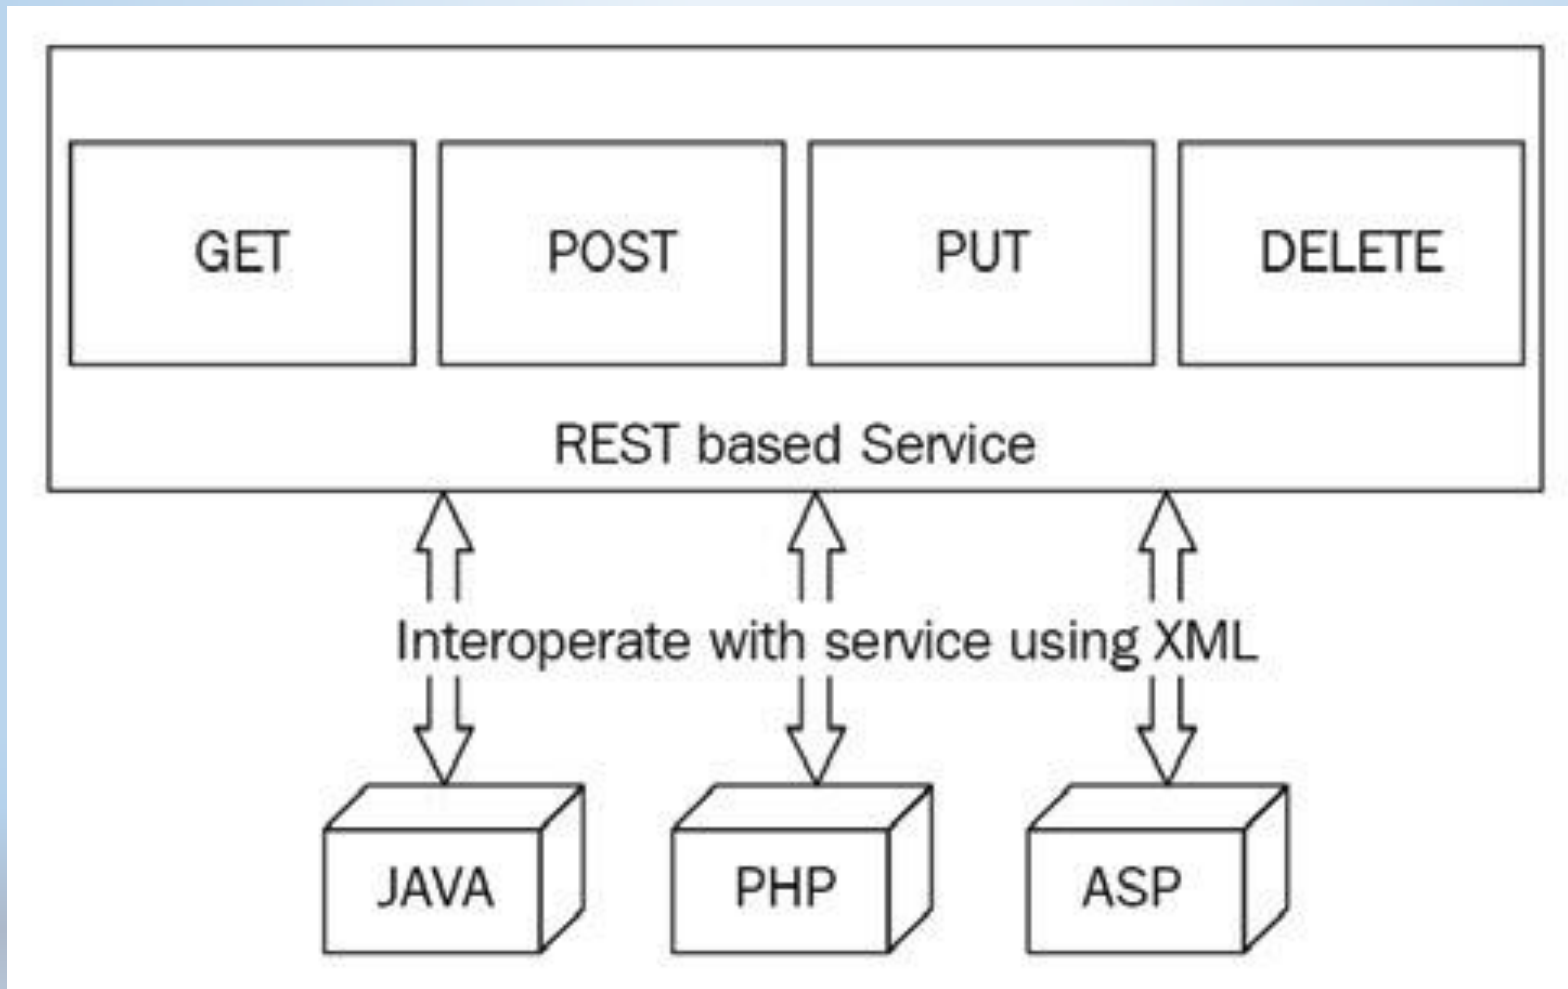 GET POST PUT DELETE
REST based Service
Interoperate with service using XML
JAVA PHP ASP